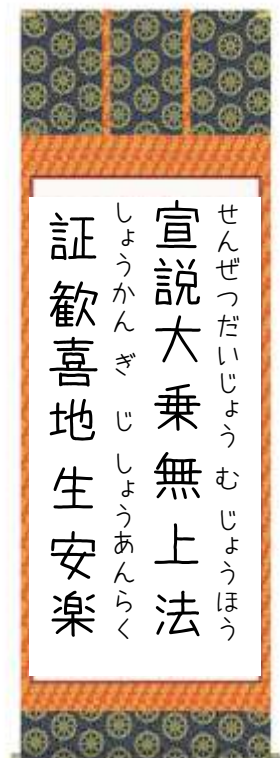 せんぜつだいじょう む じょうほう
宣説大乗無上法
しょうかん ぎ じ しょうあんらく
証歓喜地生安楽